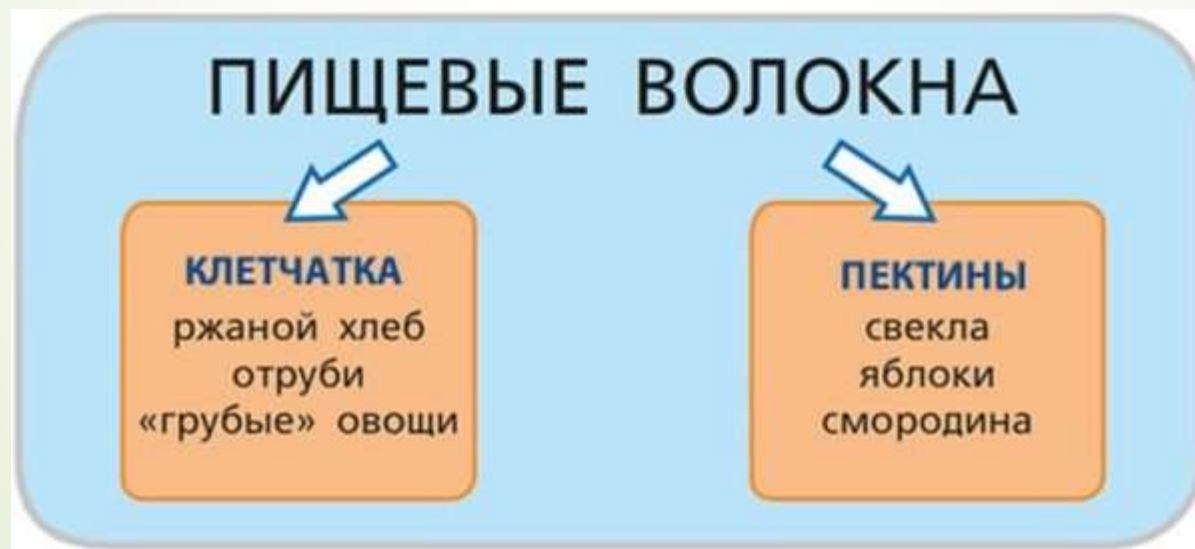 ПИЩЕВЫЕ ВОЛОКНА
КЛЕТЧАТКА
ржаной хлеб
отруби
«грубые» овощи
ПЕКТИНЫ
свекла
яблоки
смородина